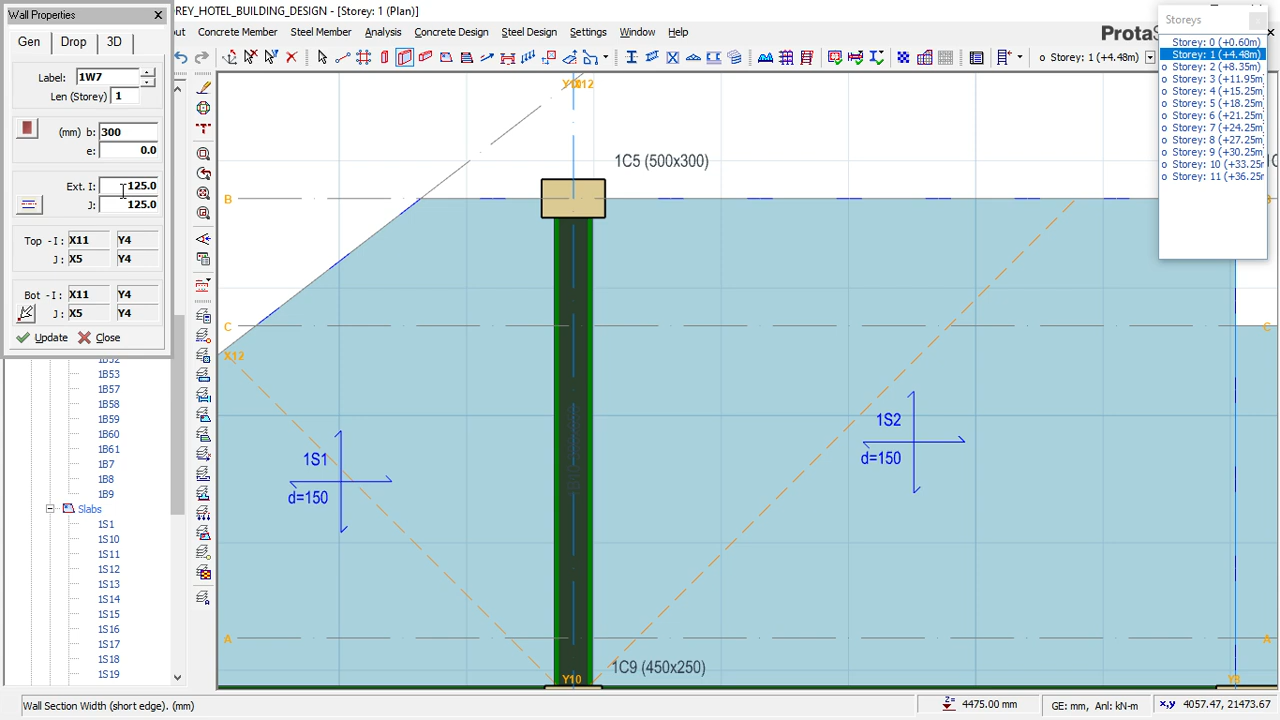 Wall Properties
REY_HOTEL_BUILDING_DESIGN - [Storey: 1 (Plan)]
Storeys
Gen Drop 3D
out Concrete Member Steel Member Analysis Concrete Design Steel Design Settings Window Help
ProtaS
Storey: 0 (+0.60m)
Storey: 1 (+4.48m)
o Storey: 2 (+8.35m)
o Storey: 3 (+11.95m)
o Storey: 4 (+15.25m)
o Storey: 5 (+18.25m)
o Storey: 6 (+21.25m)
o Storey: 7 (+24.25m)
o Storey: 8 (+27.25m)
o Storey: 9 (+30.25m)
o Storey: 10 (+33.25m
o Storey: 11 (+36.25m
o Storey: 1 (+4.48m)
Label: 1W7
Len (Storey) 1
(mm) b: 300
e: 0.0
Ext. I: 125.0
J: 125.0
Top -I: X11 Y4
J: X5 Y4
Bot -I: X11 Y4
J: X5 Y4
Update Close
1B52
1B53
1B57
1B58
1B59
1B60
1B61
1B7
1B8
1B9
Slabs
1S1
1S10
1S11
1S12
1S13
1S14
1S15
1S16
1S17
1S18
1S19
1C5 (500x300)
B
C
C
X12
1S2
d=150
1S1
d=150
A
A
1C9 (450x250)
Y10
Y8
Wall Section Width (short edge). (mm)
Z= 4475.00 mm
GE: mm, Anl: kN-m
x,y 4057.47, 21473.67